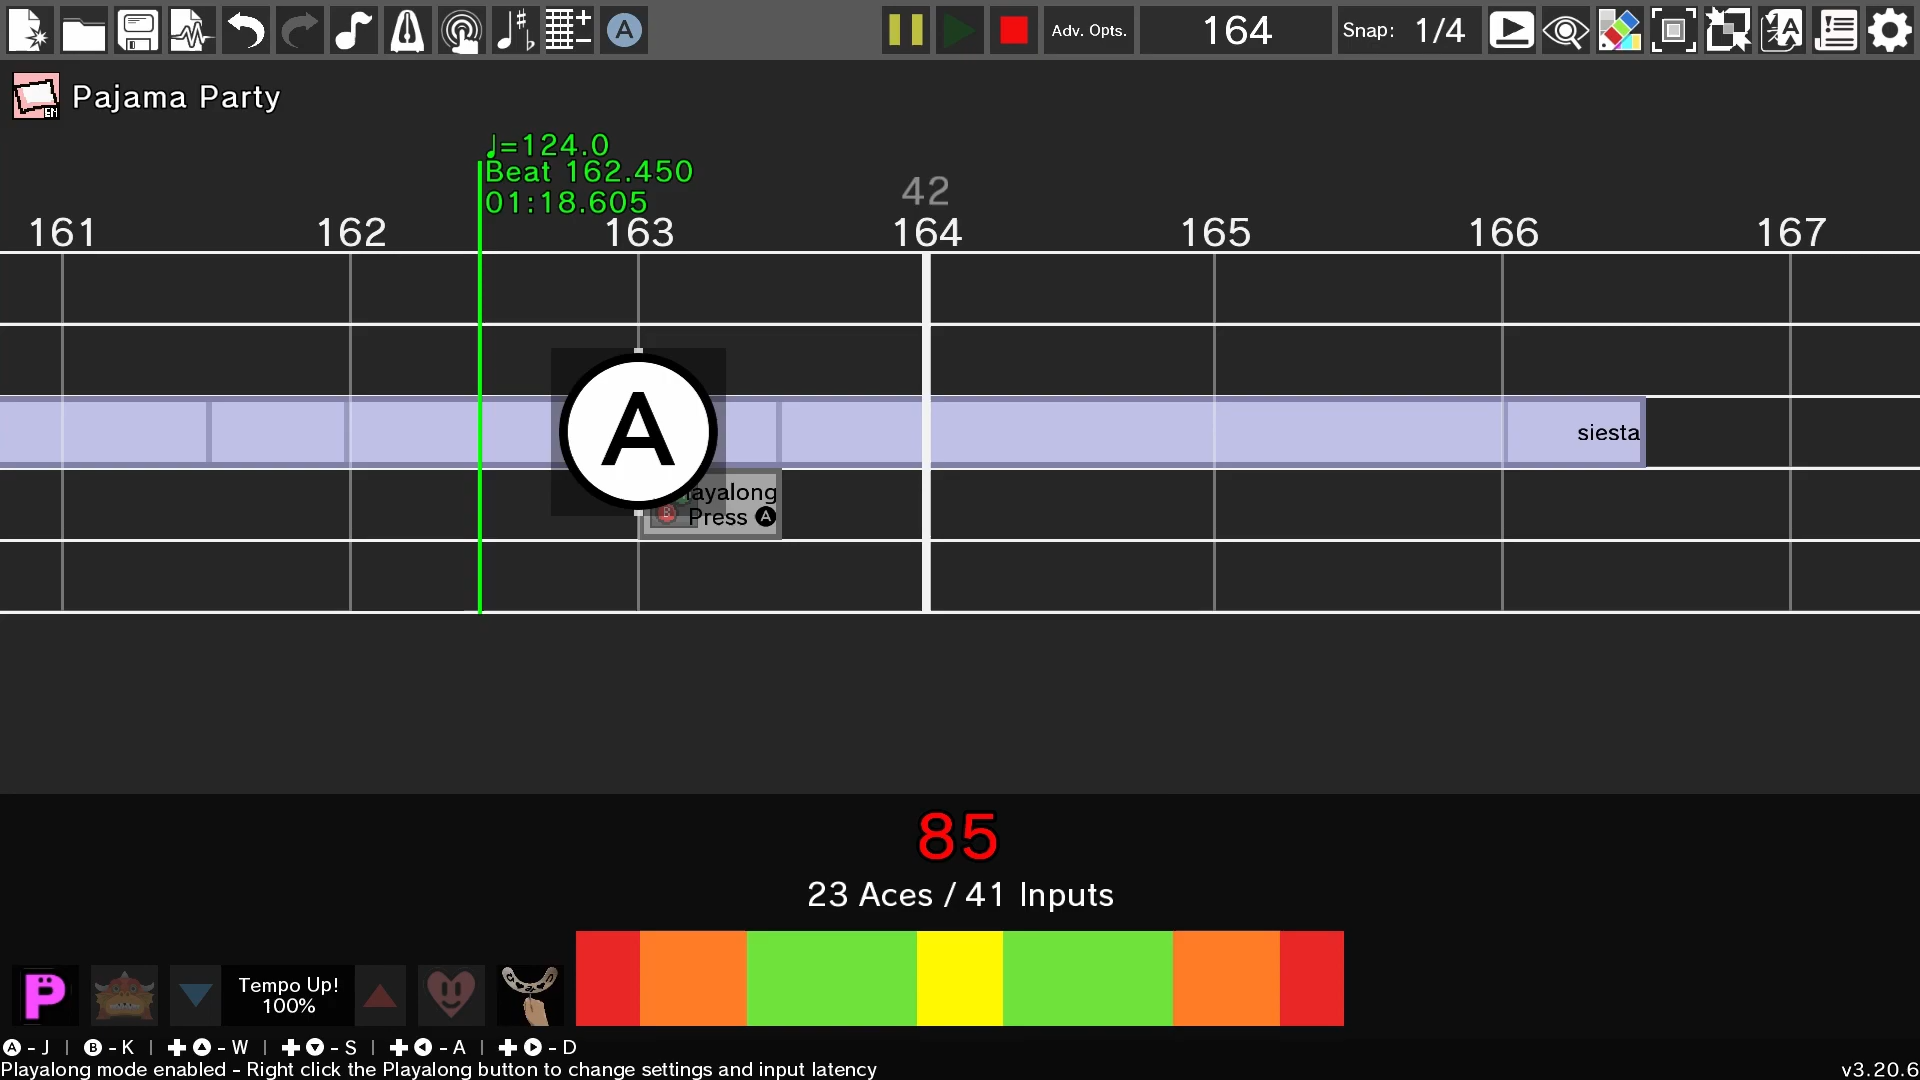 A
Adv. Opts.
164
Snap: 1/4
Pajama Party
EN
♩=124.0
Beat 162.450
01:18.605
42
161
162
163
164
165
166
167
A
siesta
layalong
B Press A
85
23 Aces / 41 Inputs
P
Tempo Up!
100%
A - J | B - K | ▲ - W | ▼ - S | ◀ - A | ▶ - D
Playalong mode enabled - Right click the Playalong button to change settings and input latency
v3.20.6